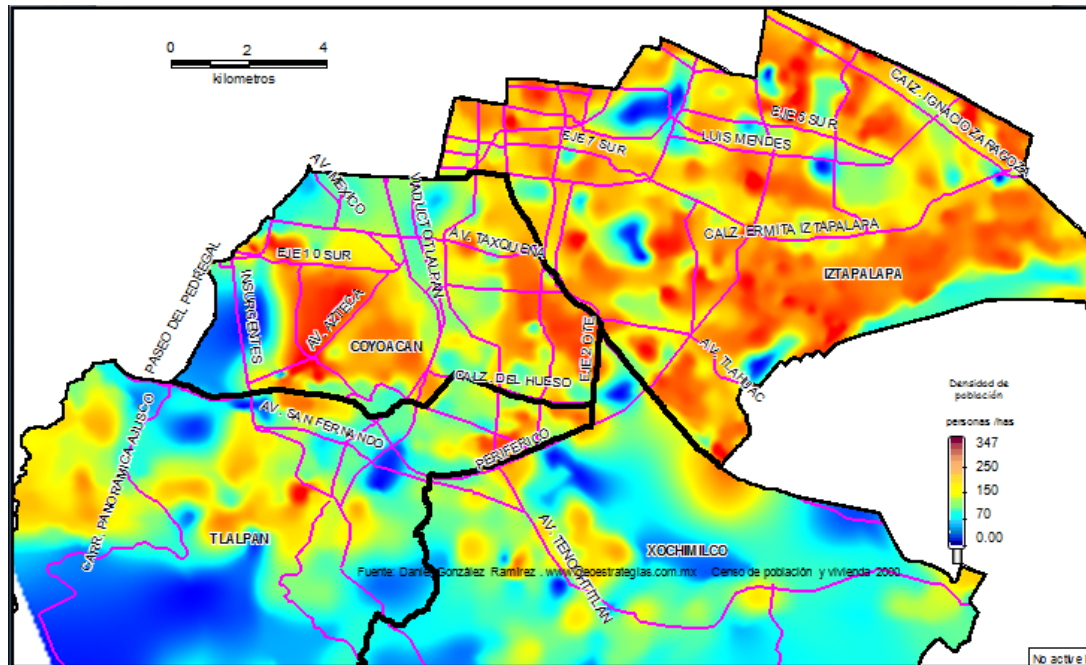 0 2 4
kilometros
CALZ. IGNACIO ZARAGOZA
EJE 5 SUR
LUIS MENDES
EJE 7 SUR
AV. MEXICO
VIADUCTO TLALPAN
AV. TAXQUEÑA
CALZ. ERMITA IZTAPALAPA
EJE 10 SUR
IZTAPALAPA
PASEO DEL PEDREGAL
INSURGENTES
AV. AZTECA
COYOACAN
EJE 2 OTE
AV. TLAHUAC
CALZ. DEL HUESO
Densidad de
población
personas /has
347
250
150
70
0.00
AV. SAN FERNANDO
PERIFERICO
CARR. PANORAMICA AJUSCO
TLALPAN
AV. TENOCHTITLAN
XOCHIMILCO
Fuente: Daniel González Ramírez . www.geoestrategias.com.mx Censo de población y vivienda 2000
No active